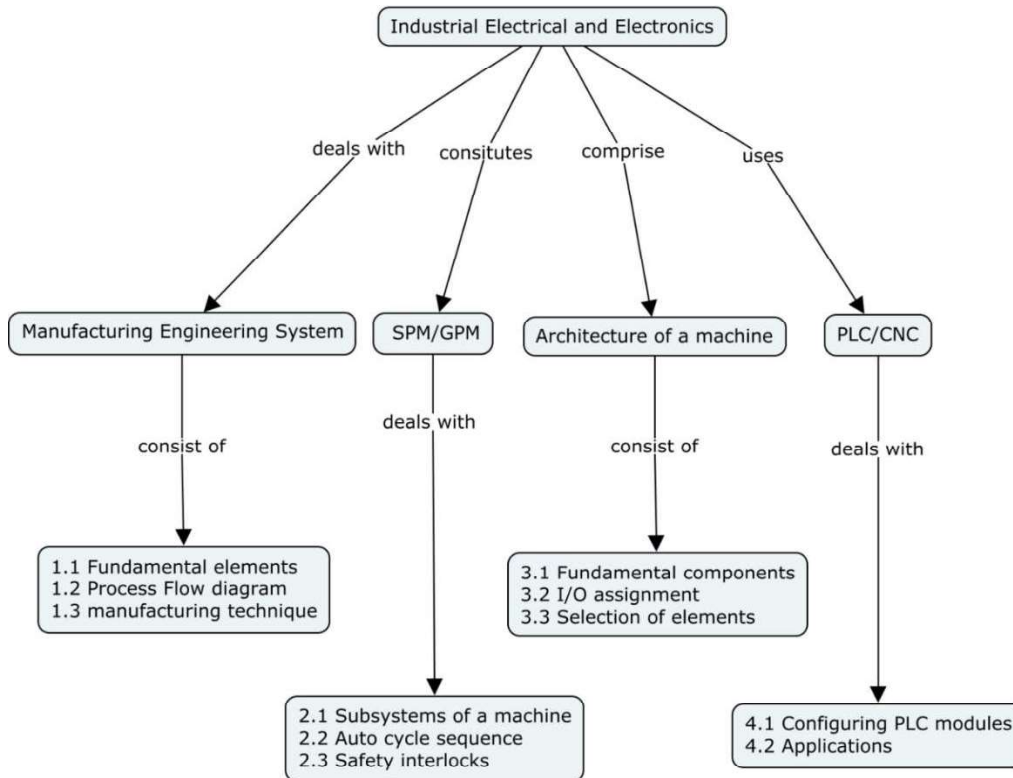 Industrial Electrical and Electronics
deals with
consitutes
comprise
uses
Manufacturing Engineering System
SPM/GPM
Architecture of a machine
PLC/CNC
consist of
deals with
consist of
deals with
1.1 Fundamental elements
1.2 Process Flow diagram
1.3 manufacturing technique
3.1 Fundamental components
3.2 I/O assignment
3.3 Selection of elements
2.1 Subsystems of a machine
2.2 Auto cycle sequence
2.3 Safety interlocks
4.1 Configuring PLC modules
4.2 Applications